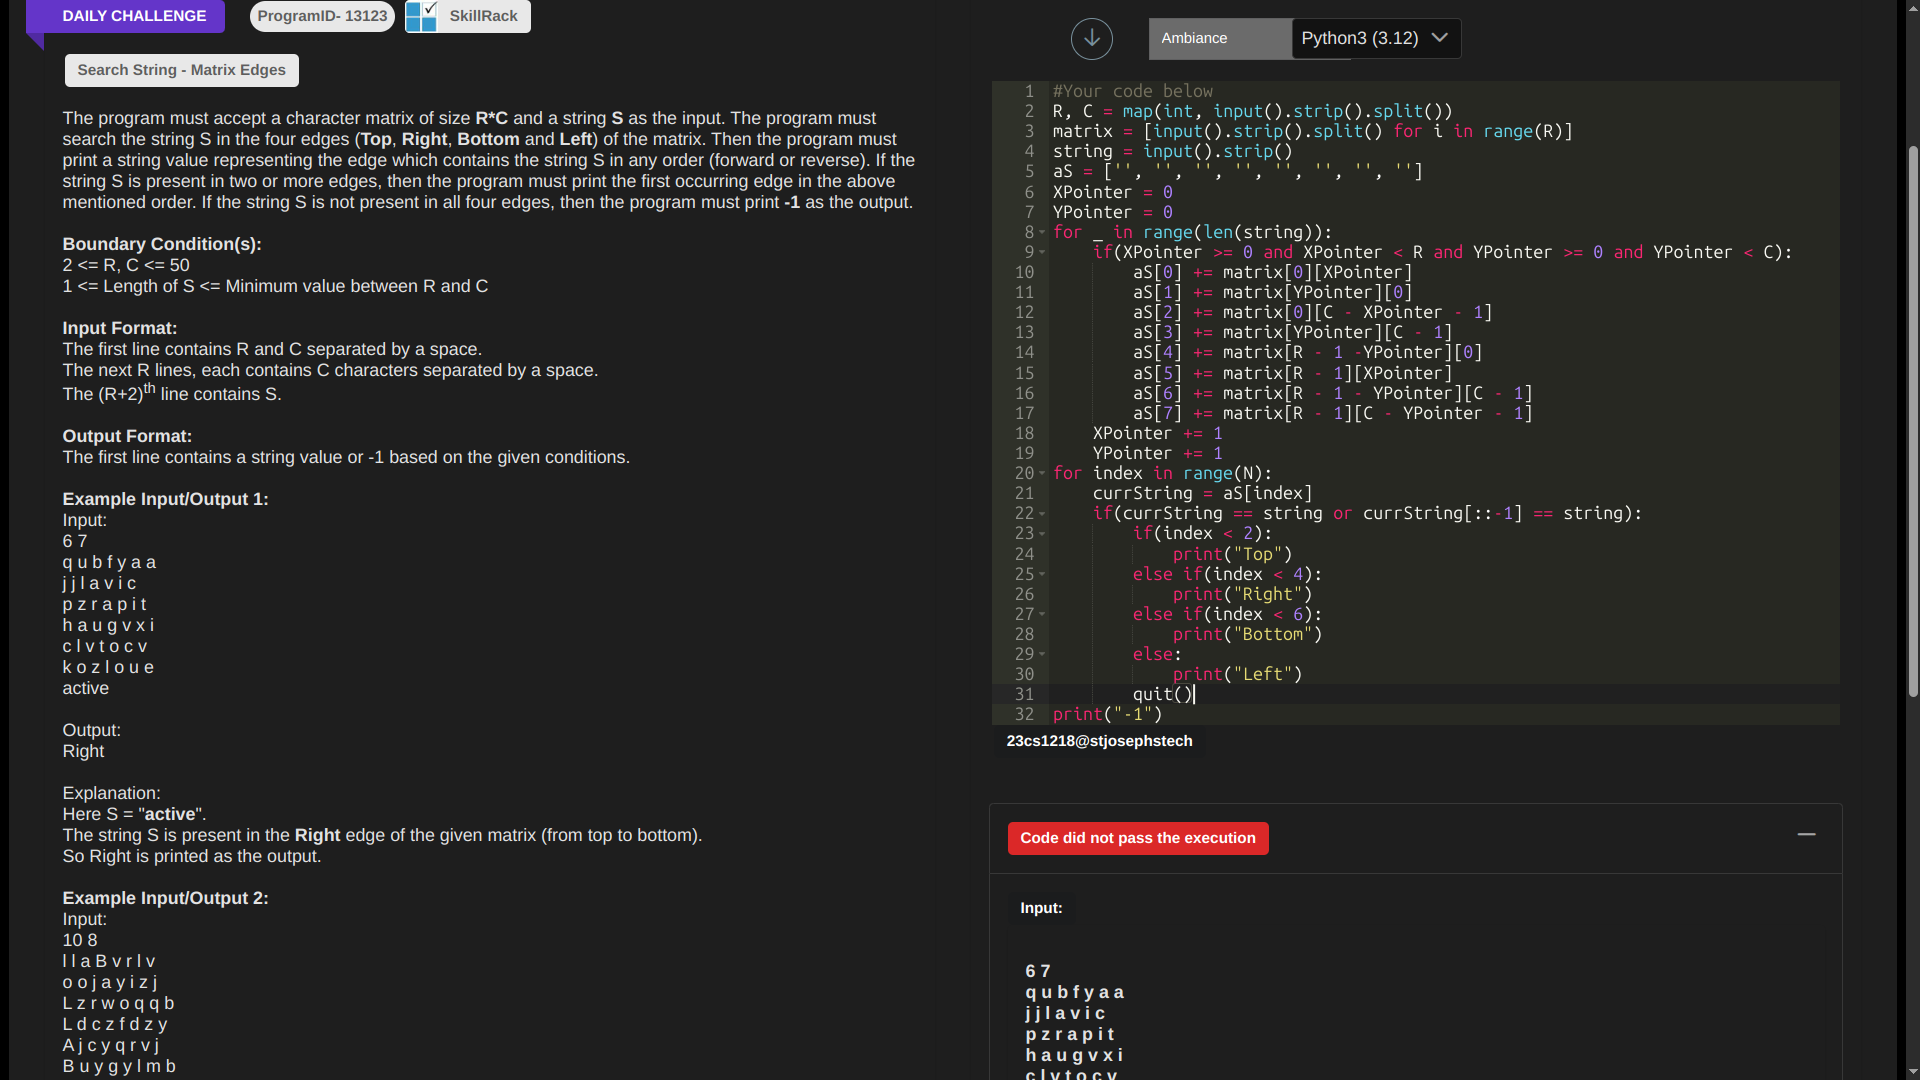 DAILY CHALLENGE
ProgramID- 13123
SkillRack
Search String - Matrix Edges
The program must accept a character matrix of size R*C and a string S as the input. The program must
search the string S in the four edges (Top, Right, Bottom and Left) of the matrix. Then the program must
print a string value representing the edge which contains the string S in any order (forward or reverse). If the
string S is present in two or more edges, then the program must print the first occurring edge in the above
mentioned order. If the string S is not present in all four edges, then the program must print -1 as the output.
Boundary Condition(s):
2 <= R, C <= 50
1 <= Length of S <= Minimum value between R and C
Input Format:
The first line contains R and C separated by a space.
The next R lines, each contains C characters separated by a space.
The (R+2)th line contains S.
Output Format:
The first line contains a string value or -1 based on the given conditions.
Example Input/Output 1:
Input:
6 7
q u b f y a a
j j l a v i c
p z r a p i t
h a u g v x i
c l v t o c v
k o z l o u e
active
Output:
Right
Explanation:
Here S = "active".
The string S is present in the Right edge of the given matrix (from top to bottom).
So Right is printed as the output.
Example Input/Output 2:
Input:
10 8
l l a B v r l v
o o j a y i z j
L z r w o q q b
L d c z f d z y
A j c y q r v j
B u y g y l m b
Ambiance
Python3 (3.12)
1 #Your code below
2 R, C = map(int, input().strip().split())
3 matrix = [input().strip().split() for i in range(R)]
4 string = input().strip()
5 aS = ['', '', '', '', '', '', '', '']
6 XPointer = 0
7 YPointer = 0
8 for _ in range(len(string)):
9     if(XPointer >= 0 and XPointer < R and YPointer >= 0 and YPointer < C):
10         aS[0] += matrix[0][XPointer]
11         aS[1] += matrix[YPointer][0]
12         aS[2] += matrix[0][C - XPointer - 1]
13         aS[3] += matrix[YPointer][C - 1]
14         aS[4] += matrix[R - 1 -YPointer][0]
15         aS[5] += matrix[R - 1][XPointer]
16         aS[6] += matrix[R - 1 - YPointer][C - 1]
17         aS[7] += matrix[R - 1][C - YPointer - 1]
18     XPointer += 1
19     YPointer += 1
20 for index in range(N):
21     currString = aS[index]
22     if(currString == string or currString[::-1] == string):
23         if(index < 2):
24             print("Top")
25         else if(index < 4):
26             print("Right")
27         else if(index < 6):
28             print("Bottom")
29         else:
30             print("Left")
31         quit()
32 print("-1")
23cs1218@stjosephstech
Code did not pass the execution
Input:
6 7
q u b f y a a
j j l a v i c
p z r a p i t
h a u g v x i
c l v t o c v